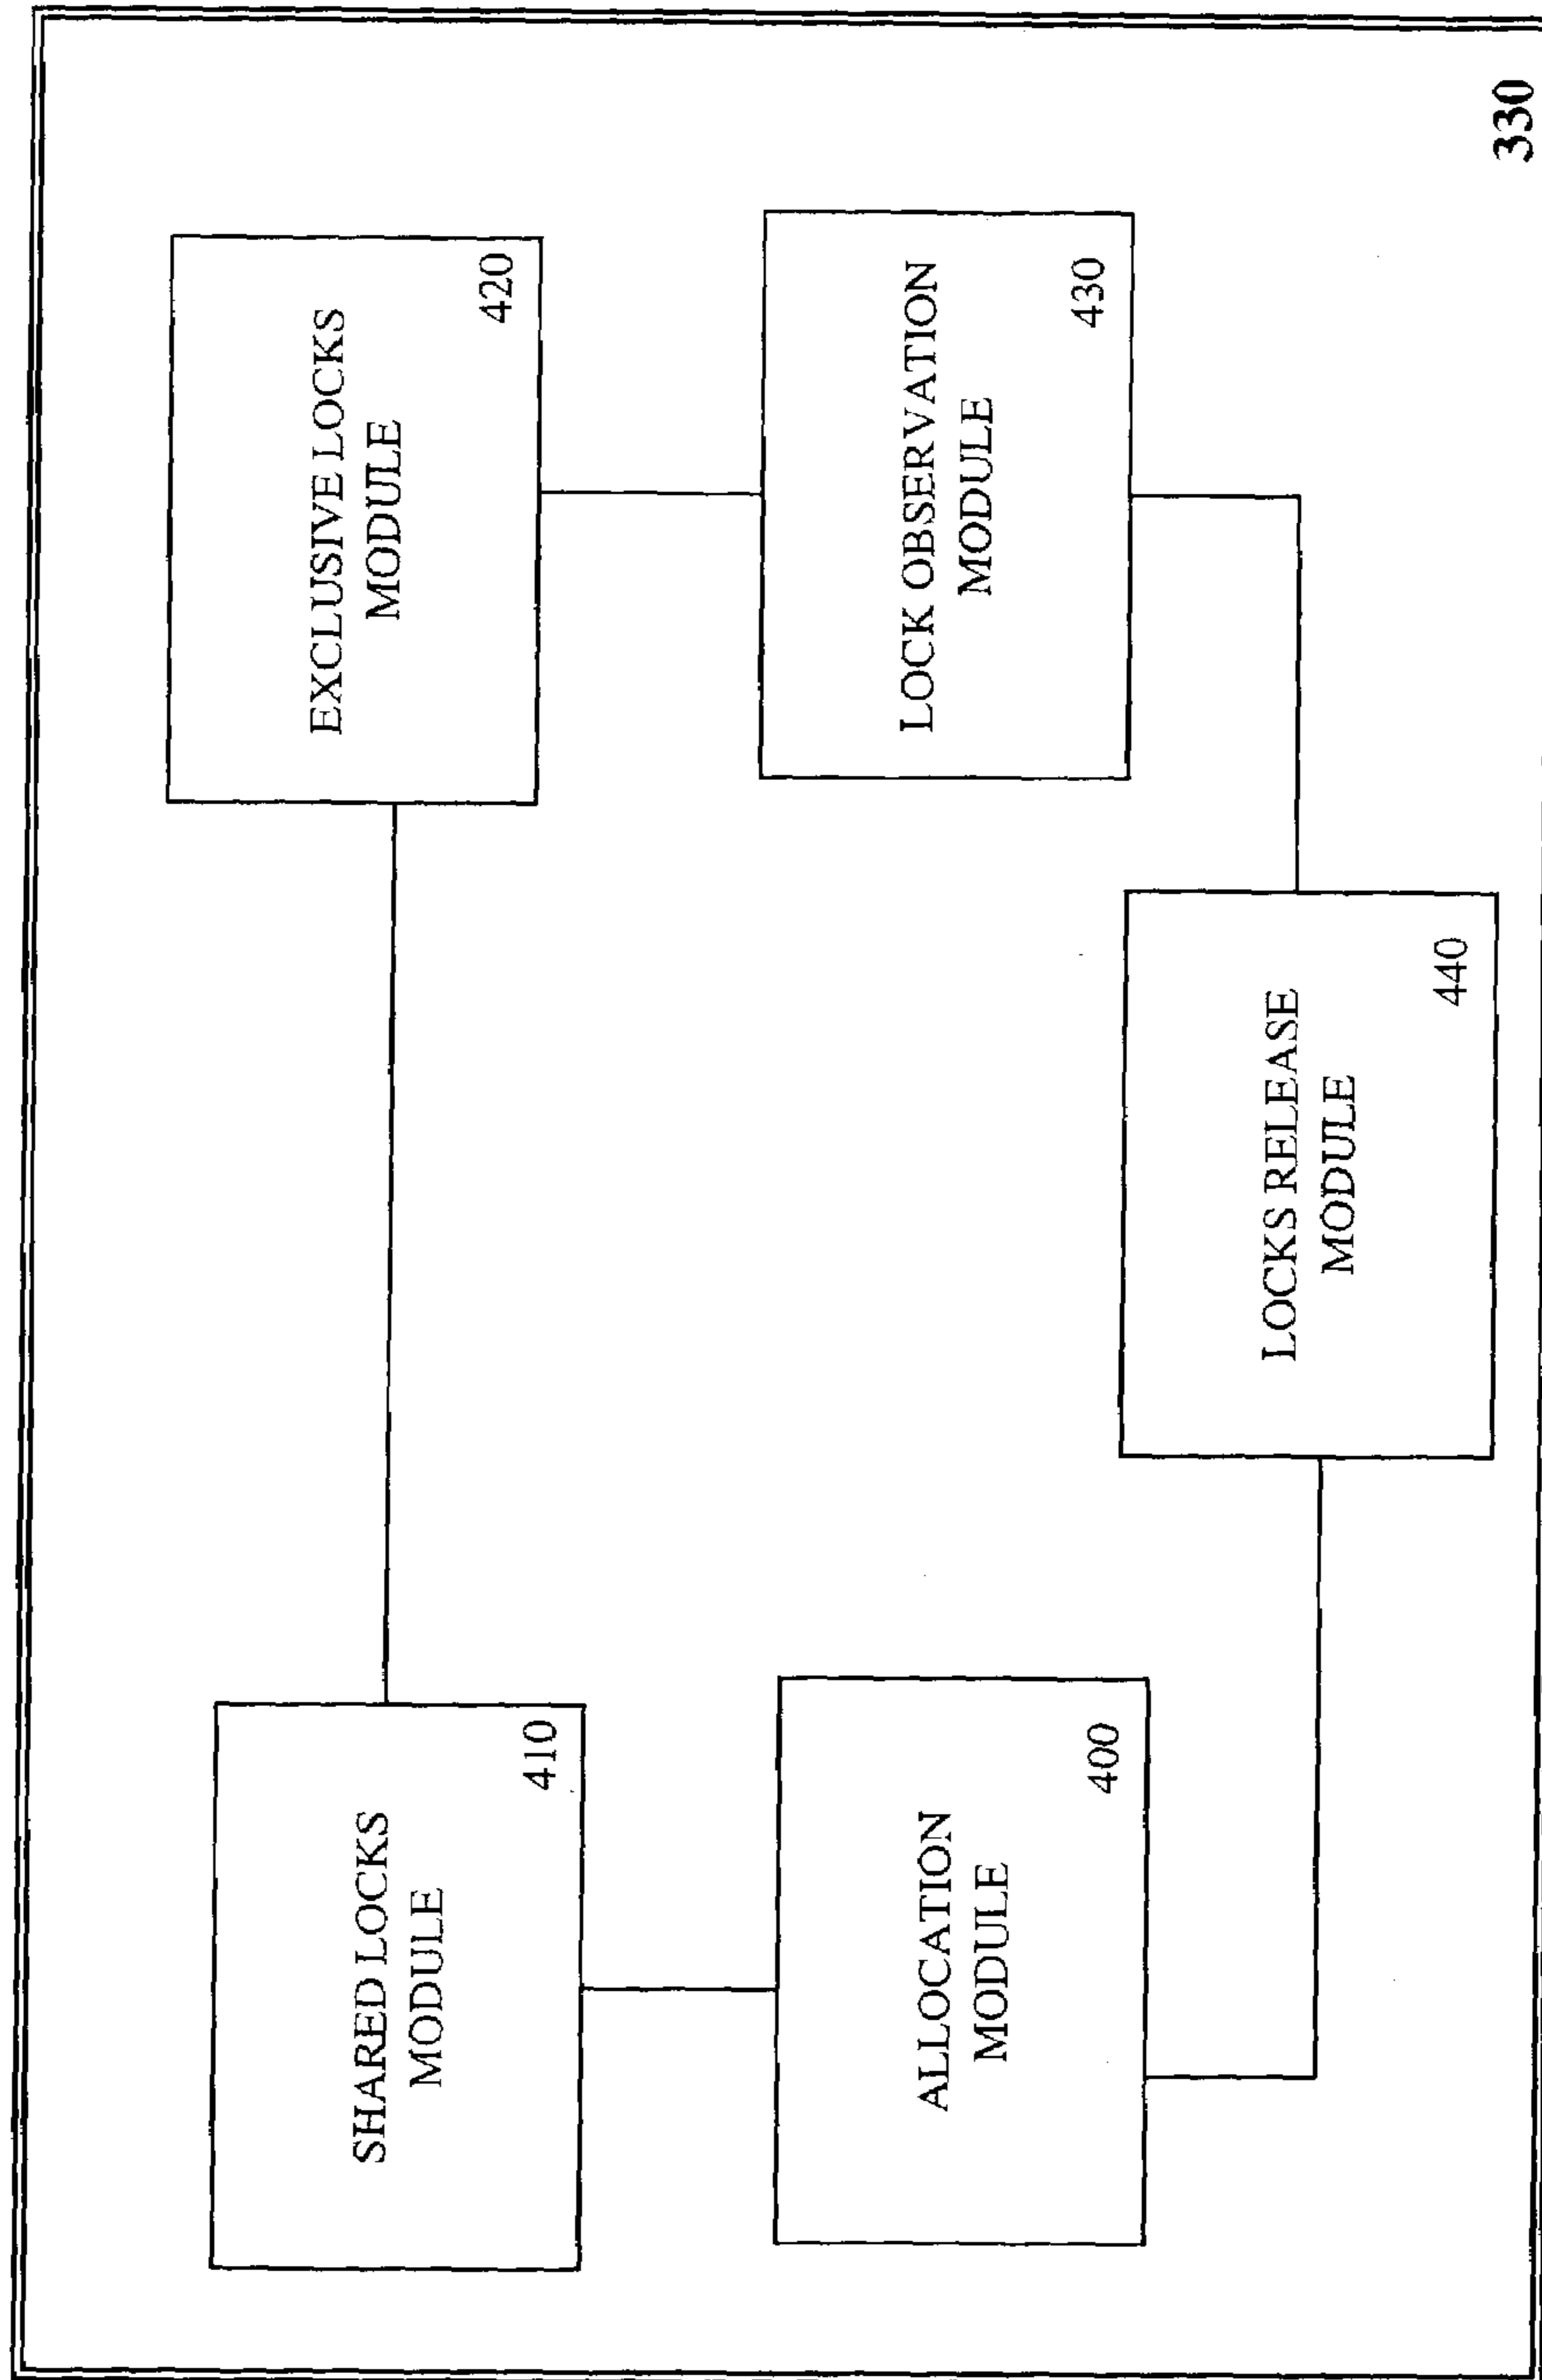 SHARED LOCKS
MODULE
410
EXCLUSIVE LOCKS
MODULE
420
ALLOCATION
MODULE
400
LOCK OBSERVATION
MODULE
430
LOCKS RELEASE
MODULE
440
330